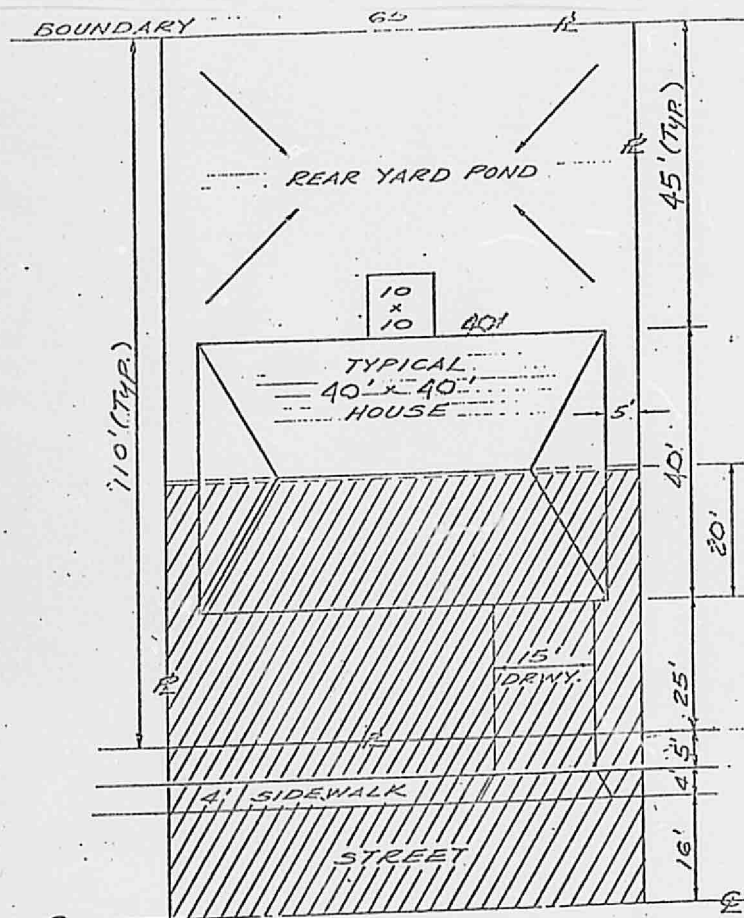 BOUNDARY
45' (TYP.)
REAR YARD POND
10
x
10
40'
TYPICAL
40' x 40'
HOUSE
5'
110' (TYP.)
40'
20'
15'
DRWY.
25'
5'
4' SIDEWALK
4'
STREET
16'